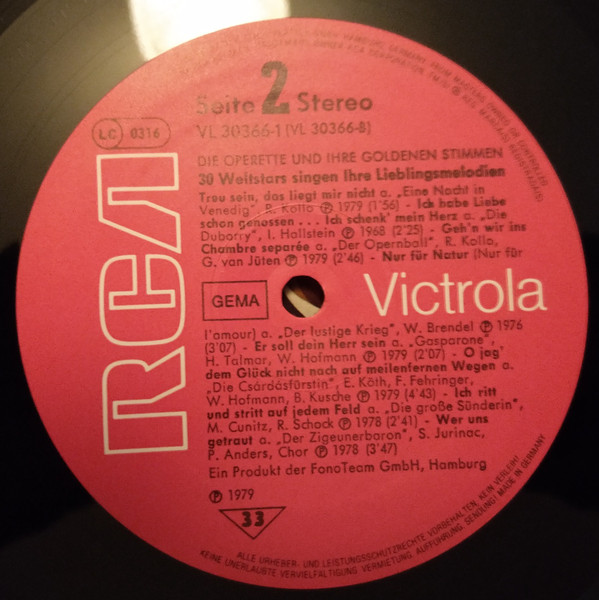 Seite 2 Stereo
VL 30366-1 (VL 30366-8)
LC 0316
DIE OPERETTE UND IHRE GOLDENEN STIMMEN
30 Weltstars singen Ihre Lieblingsmelodien
Treu sein, das liegt mir nicht a. „Eine Nacht in
Venedig“, R. Kollo Ⓟ 1979 (1'56) - Ich habe Liebe
schon genossen . . . Ich schenk' mein Herz a. „Die
Dubarry“, I. Hallstein Ⓟ 1968 (2'25) - Geh'n wir ins
Chambre separée a. „Der Opernball“, R. Kollo,
G. van Jüten Ⓟ 1979 (2'46) - Nur für Natur (Nur für
GEMA
Victrola
RCA
l'amour) a. „Der lustige Krieg“, W. Brendel Ⓟ 1976
(3'07) - Er soll dein Herr sein a. „Gasparone“,
H. Talmar, W. Hofmann Ⓟ 1979 (2'07) - O jag'
dem Glück nicht nach auf meilenfernen Wegen a.
„Die Csárdásfürstin“, E. Köth, F. Fehringer,
W. Hofmann, B. Kusche Ⓟ 1979 (4'43) - Ich ritt
und stritt auf jedem Feld a. „Die große Sünderin“,
M. Cunitz, R. Schock Ⓟ 1978 (2'41) - Wer uns
getraut a. „Der Zigeunerbaron“, S. Jurinac,
P. Anders, Chor Ⓟ 1978 (3'47)
Ein Produkt der FonoTeam GmbH, Hamburg
Ⓟ 1979
33
ALLE URHEBER- UND LEISTUNGSSCHUTZRECHTE VORBEHALTEN. KEIN VERLEIH!
KEINE UNERLAUBTE VERVIELFÄLTIGUNG, VERMIETUNG, AUFFÜHRUNG, SENDUNG! MADE IN GERMANY